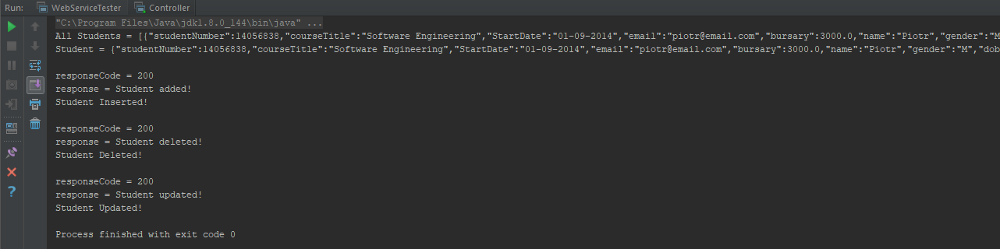 Run: WebServiceTester Controller
"C:\Program Files\Java\jdk1.8.0_144\bin\java" ...
All Students = [{"studentNumber":14056838,"courseTitle":"Software Engineering","StartDate":"01-09-2014","email":"piotr@email.com","bursary":3000.0,"name":"Piotr","gender":"M
Student = {"studentNumber":14056838,"courseTitle":"Software Engineering","StartDate":"01-09-2014","email":"piotr@email.com","bursary":3000.0,"name":"Piotr","gender":"M","dob
responseCode = 200
response = Student added!
Student Inserted!
responseCode = 200
response = Student deleted!
Student Deleted!
responseCode = 200
response = Student updated!
Student Updated!
Process finished with exit code 0